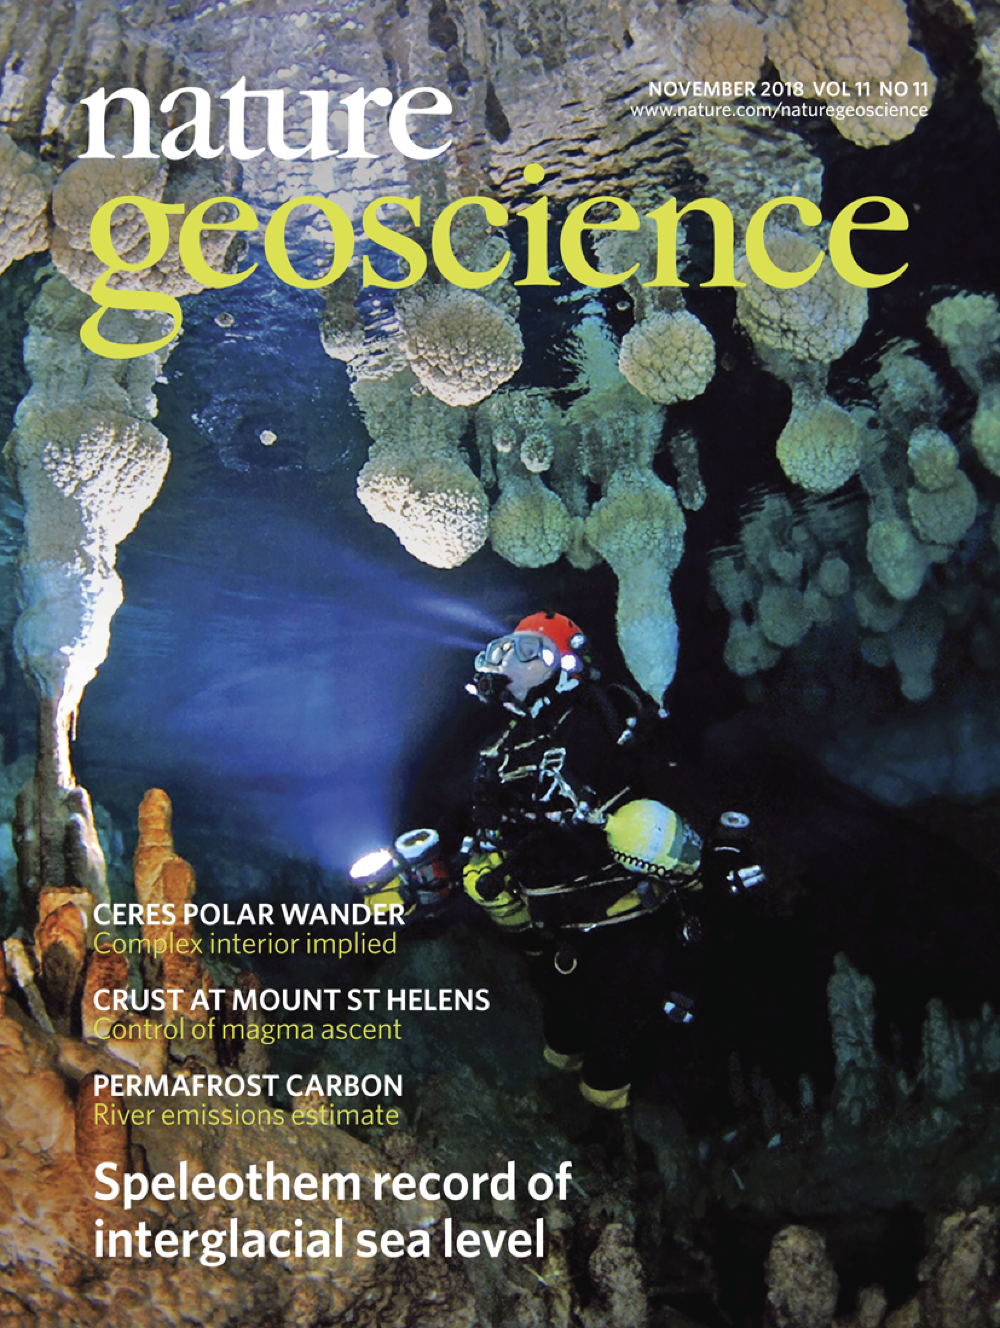 nature
geoscience
NOVEMBER 2018 VOL 11 NO 11
www.nature.com/naturegeoscience
CERES POLAR WANDER
Complex interior implied
CRUST AT MOUNT ST HELENS
Control of magma ascent
PERMAFROST CARBON
River emissions estimate
Speleothem record of
interglacial sea level